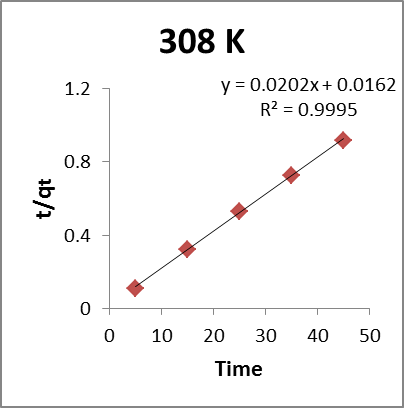 308 K
y = 0.0202x + 0.0162
R² = 0.9995
1.2
0.8
0.4
0
t/qt
0 10 20 30 40 50
Time